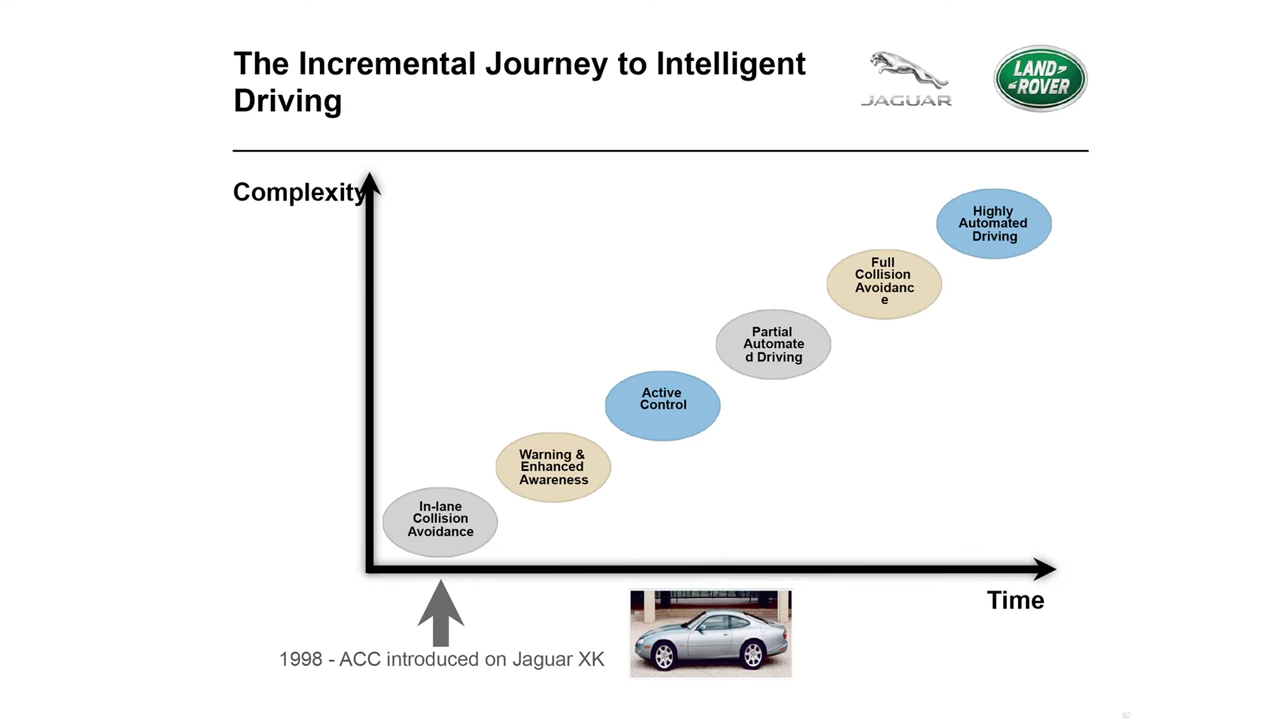 The Incremental Journey to Intelligent
Driving
JAGUAR
LAND-
-ROVER
Complexity
Highly
Automated
Driving
Full
Collision
Avoidanc
e
Partial
Automate
d Driving
Active
Control
Warning &
Enhanced
Awareness
In-lane
Collision
Avoidance
Time
1998 - ACC introduced on Jaguar XK
92